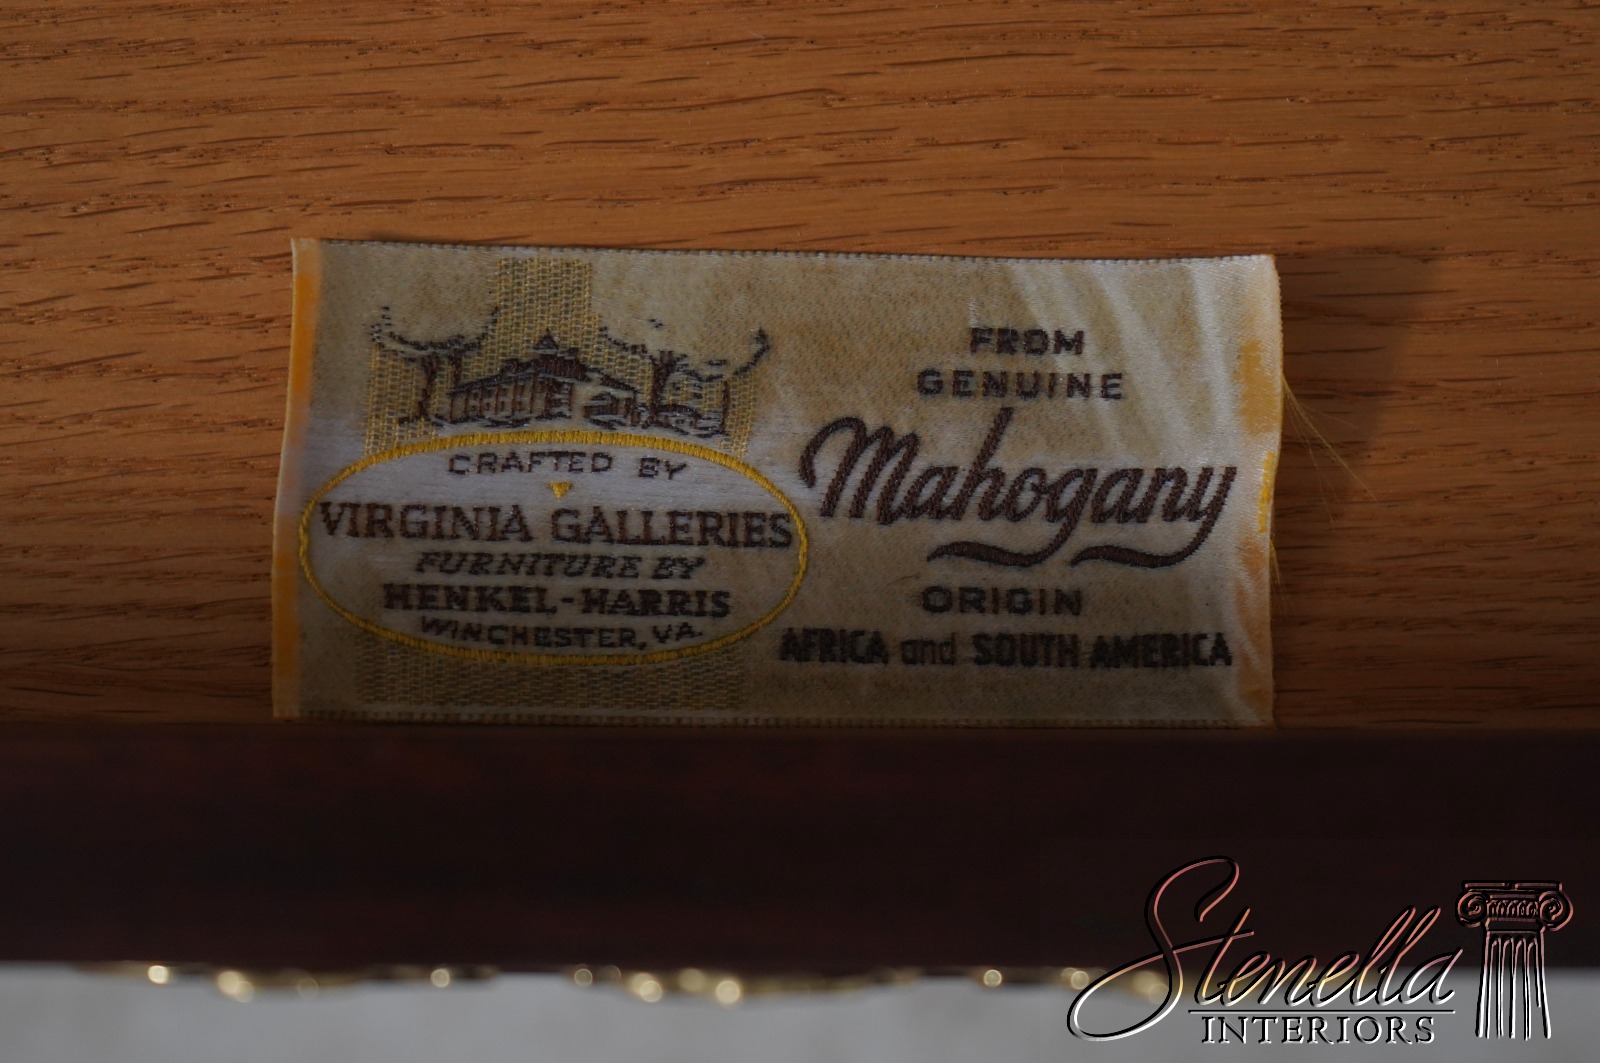 CRAFTED BY
VIRGINIA GALLERIES
FURNITURE BY
HENKEL-HARRIS
WINCHESTER, VA.
FROM
GENUINE
Mahogany
ORIGIN
AFRICA and SOUTH AMERICA
Stenella
INTERIORS